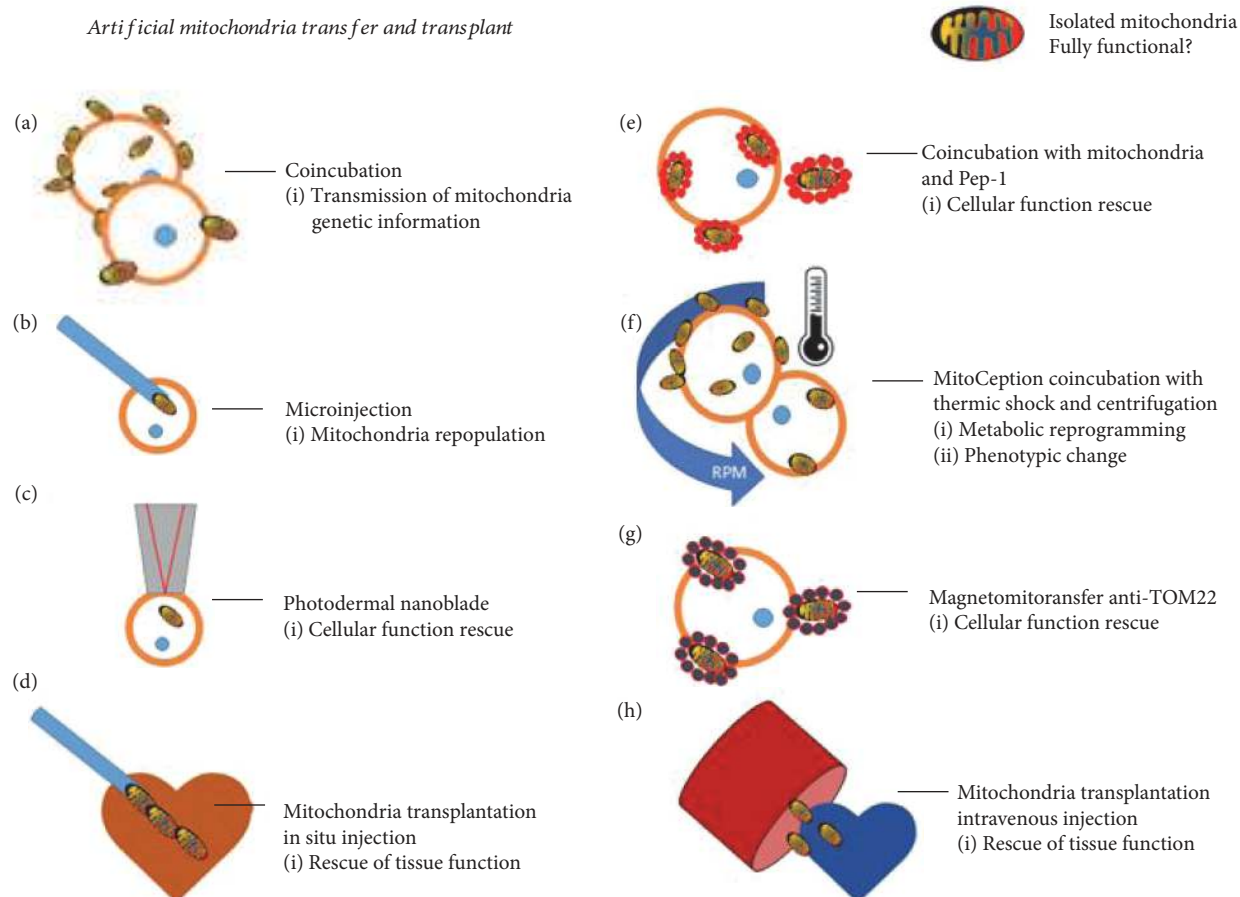 Artificial mitochondria transfer and transplant
Isolated mitochondria
Fully functional?
(a)
Coincubation
(i) Transmission of mitochondria
genetic information
(b)
Microinjection
(i) Mitochondria repopulation
(c)
Photodermal nanoblade
(i) Cellular function rescue
(d)
Mitochondria transplantation
in situ injection
(i) Rescue of tissue function
(e)
Coincubation with mitochondria
and Pep-1
(i) Cellular function rescue
(f)
RPM
MitoCeption coincubation with
thermic shock and centrifugation
(i) Metabolic reprogramming
(ii) Phenotypic change
(g)
Magnetomitotransfer anti-TOM22
(i) Cellular function rescue
(h)
Mitochondria transplantation
intravenous injection
(i) Rescue of tissue function